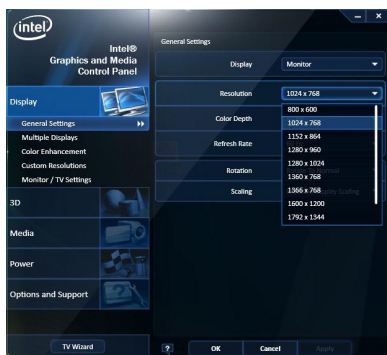 intel
Intel®
Graphics and Media
Control Panel
Display
General Settings
Multiple Displays
Color Enhancement
Custom Resolutions
Monitor / TV Settings
3D
Media
Power
Options and Support
TV Wizard
General Settings
Display Monitor
Resolution 1024 x 768
800 x 600
1024 x 768
1152 x 864
1280 x 960
1280 x 1024
1360 x 768
1366 x 768
1600 x 1200
1792 x 1344
Color Depth
Refresh Rate
Rotation Normal
Scaling Display Scaling
? OK Cancel Apply